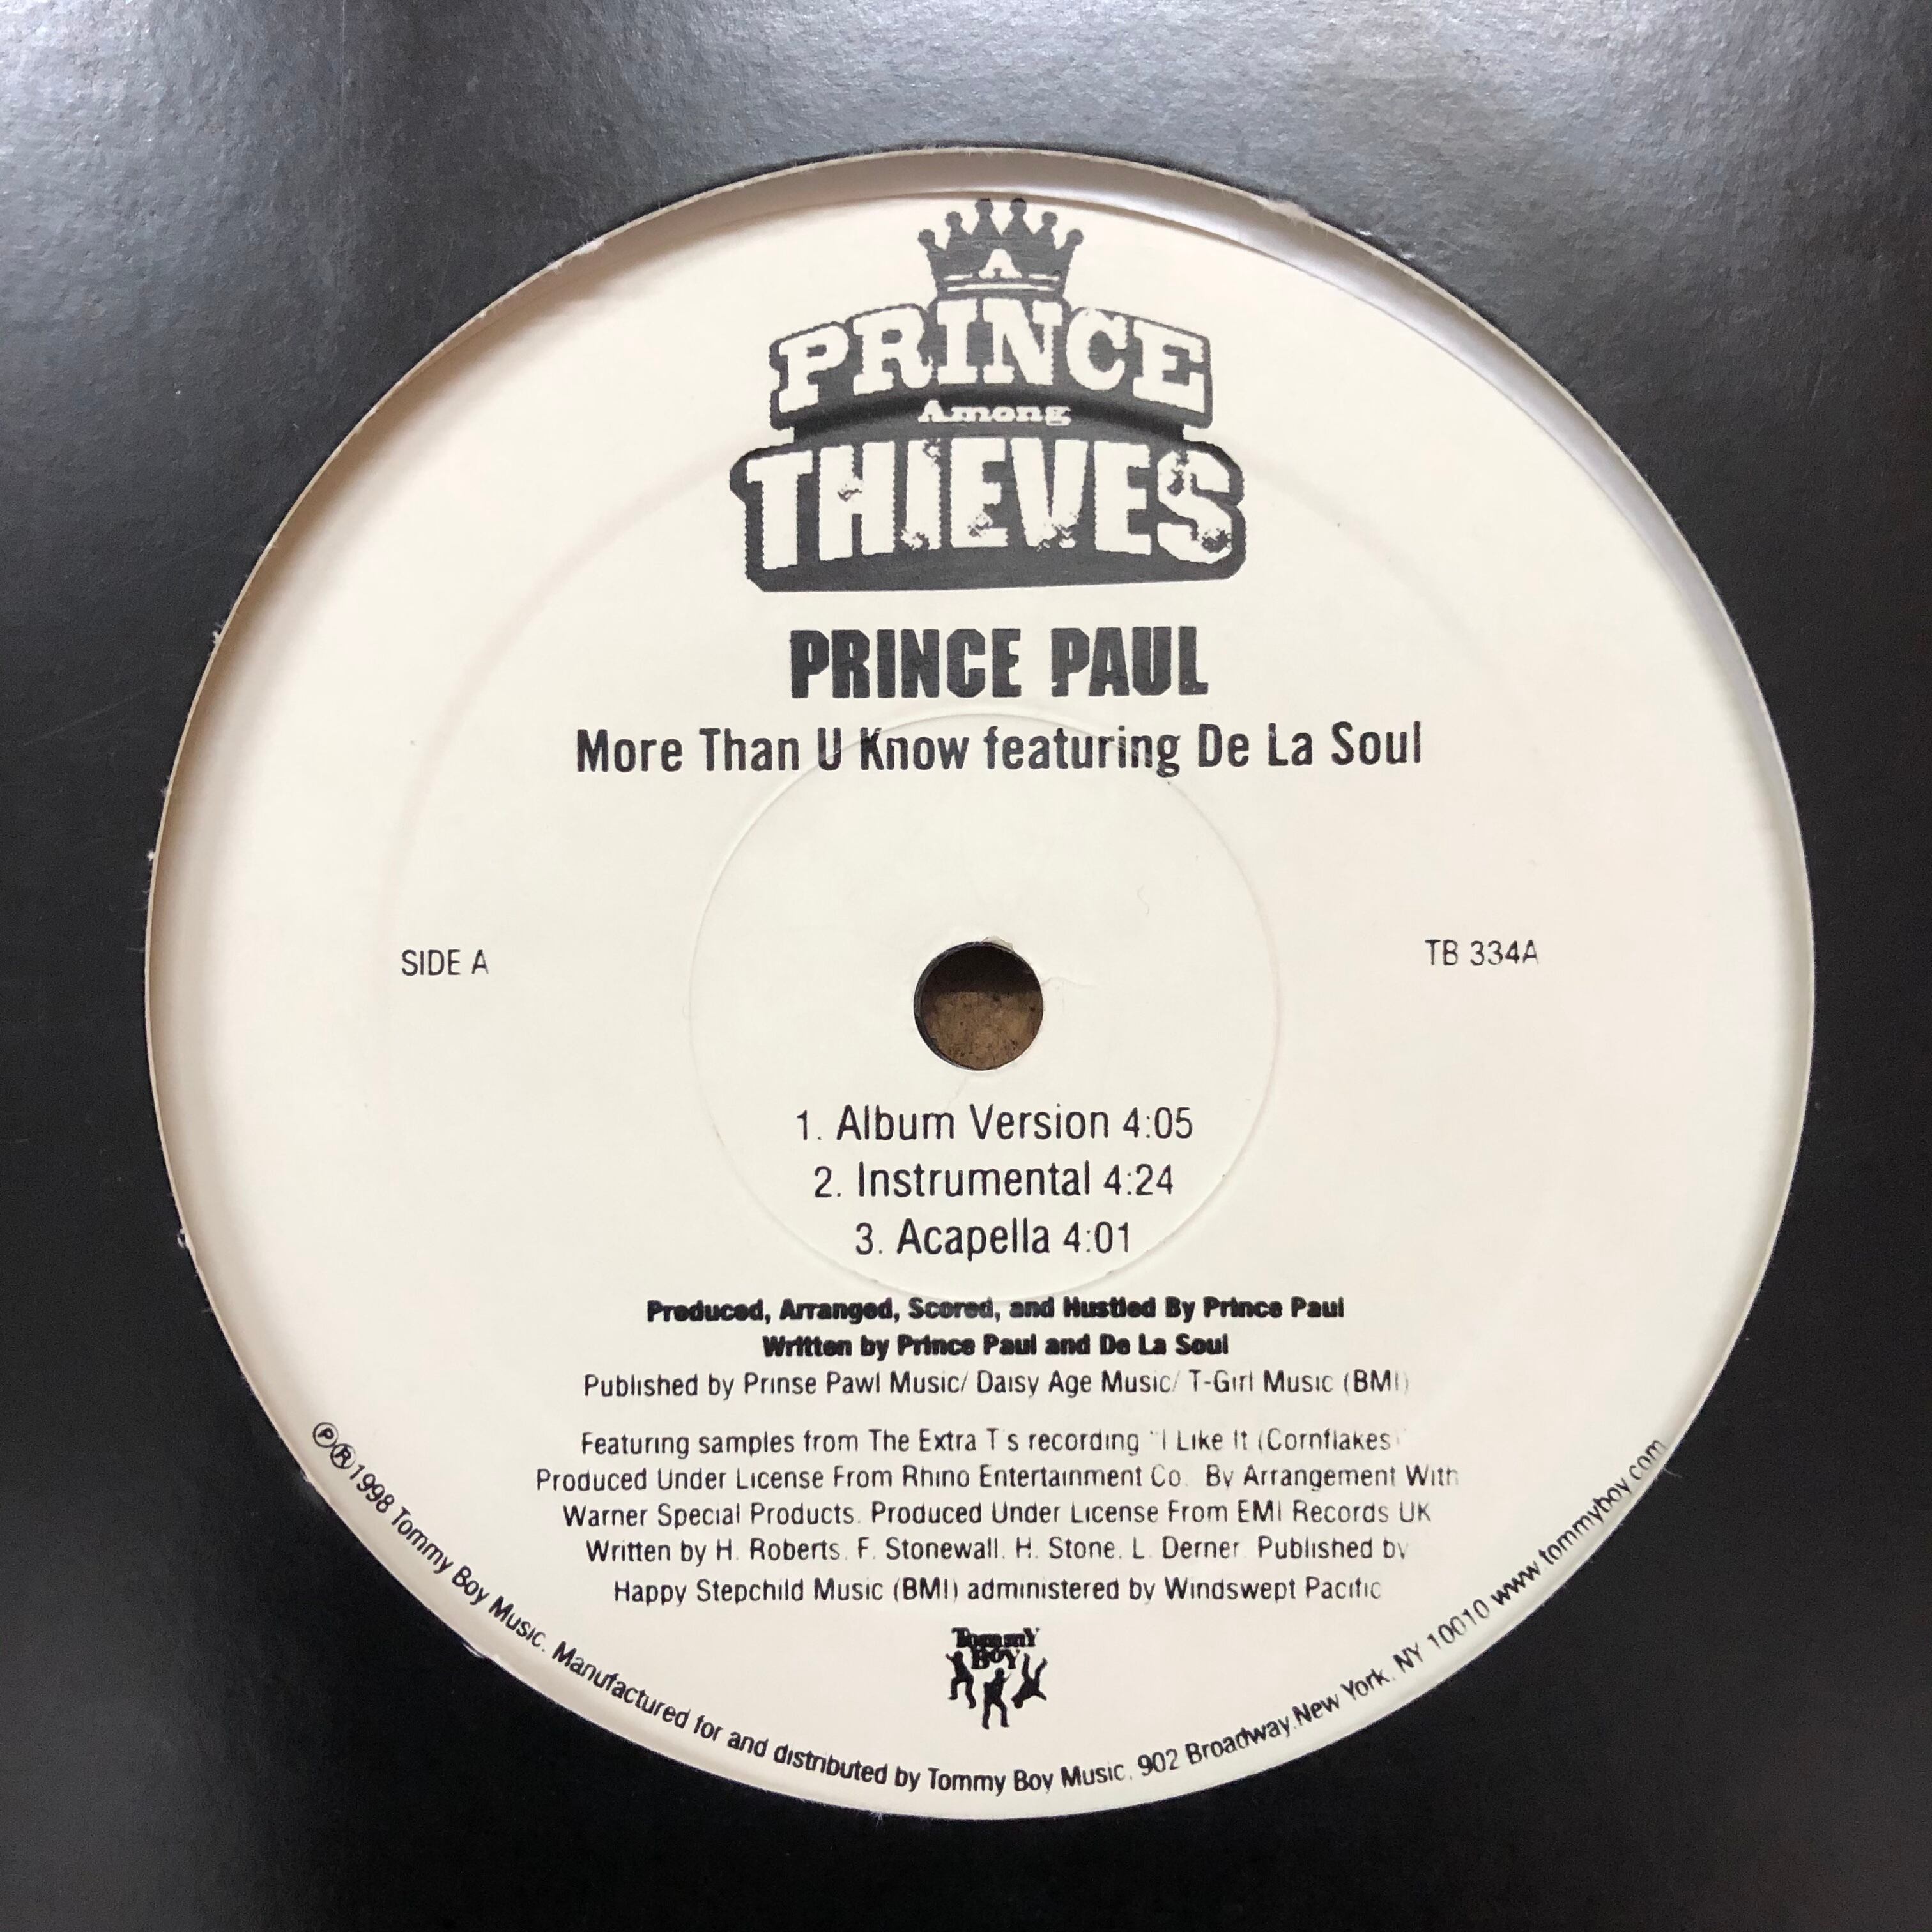 A
PRINCE
Among
THIEVES
PRINCE PAUL
More Than U Know featuring De La Soul
SIDE A
TB 334A
1. Album Version 4:05
2. Instrumental 4:24
3. Acapella 4:01
Produced, Arranged, Scored, and Hustled By Prince Paul
Written by Prince Paul and De La Soul
Published by Prinse Pawl Music/ Daisy Age Music/ T-Girl Music (BMI)
Featuring samples from The Extra T's recording "I Like It (Cornflakes)
Produced Under License From Rhino Entertainment Co. By Arrangement With
Warner Special Products. Produced Under License From EMI Records UK
Written by H. Roberts, F. Stonewall, H. Stone, L. Derner. Published by
Happy Stepchild Music (BMI) administered by Windswept Pacific
Tommy
Boy
ⓅⓇ1998 Tommy Boy Music. Manufactured for and distributed by Tommy Boy Music, 902 Broadway, New York, NY 10010 www.tommyboy.com